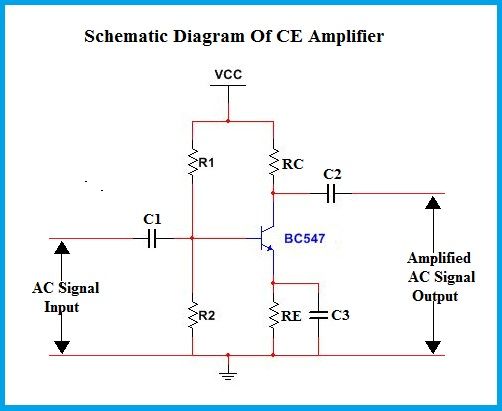 Schematic Diagram Of CE Amplifier
VCC
R1
RC
C2
C1
BC547
AC Signal
Input
Amplified
AC Signal
Output
R2
RE
C3